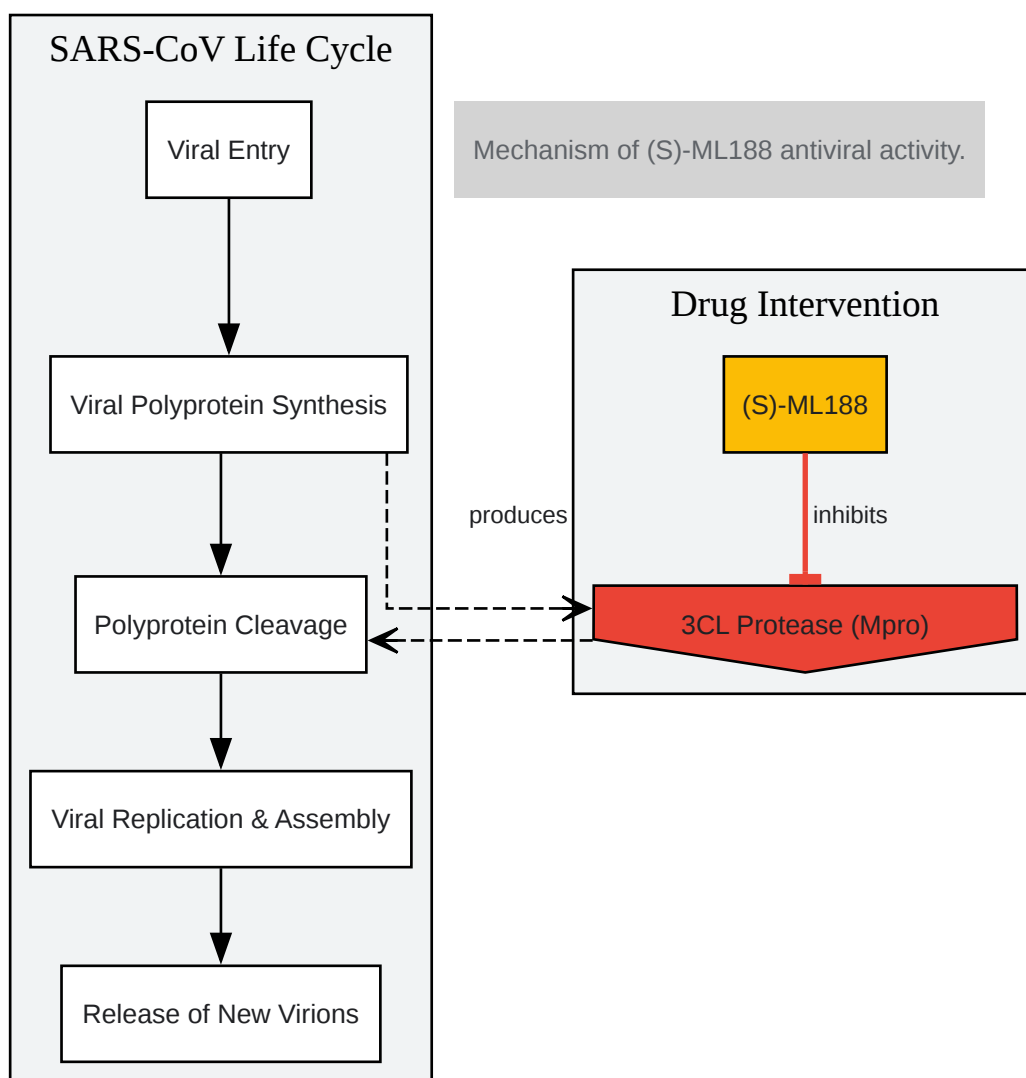 SARS-CoV Life Cycle
Viral Entry
Mechanism of (S)-ML188 antiviral activity.
Drug Intervention
Viral Polyprotein Synthesis
(S)-ML188
produces
inhibits
Polyprotein Cleavage
3CL Protease (Mpro)
Viral Replication & Assembly
Release of New Virions